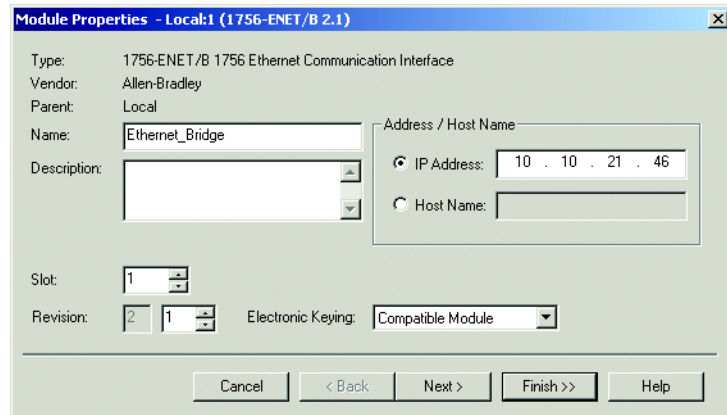 Module Properties - Local:1 (1756-ENET/B 2.1)
Type: 1756-ENET/B 1756 Ethernet Communication Interface
Vendor: Allen-Bradley
Parent: Local
Name: Ethernet_Bridge
Description:
Address / Host Name
IP Address: 10 . 10 . 21 . 46
Host Name:
Slot: 1
Revision: 2 1 Electronic Keying: Compatible Module
Cancel < Back Next > Finish >> Help